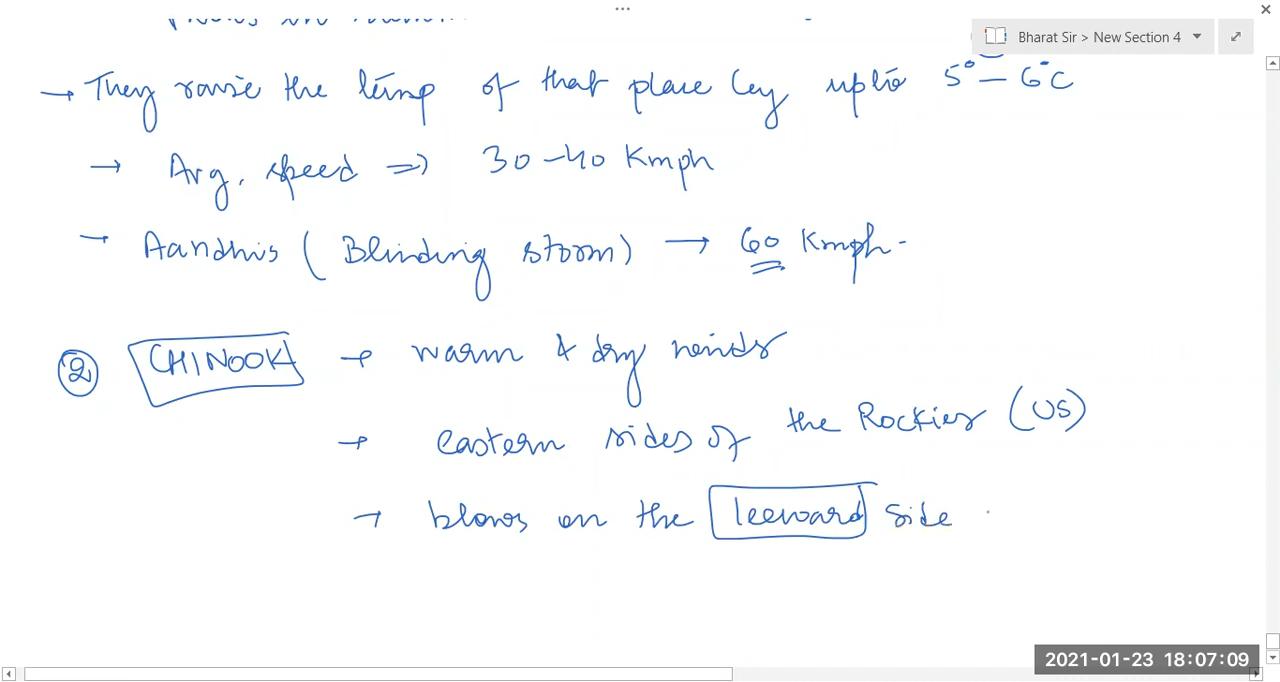 Bharat Sir > New Section 4
→ They raise the temp of that place by upto 5° – 6°C
→ Avg. speed ⇒ 30-40 Kmph
→ Aandhis (Blinding storm) → 60 Kmph-
② CHINOOK → warm & dry winds
→ eastern sides of the Rockies (US)
→ blows on the leeward side
2021-01-23 18:07:09